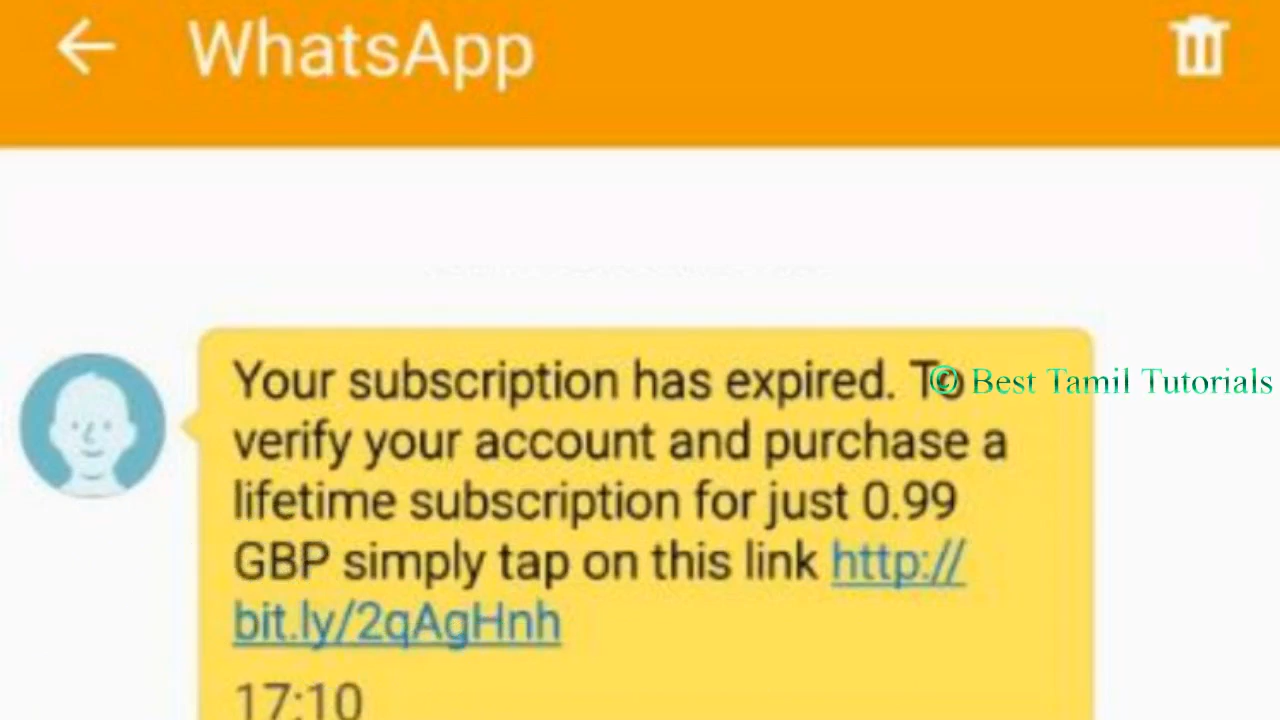 WhatsApp
Your subscription has expired. To
© Best Tamil Tutorials
verify your account and purchase a
lifetime subscription for just 0.99
GBP simply tap on this link http://
bit.ly/2qAgHnh
17:10